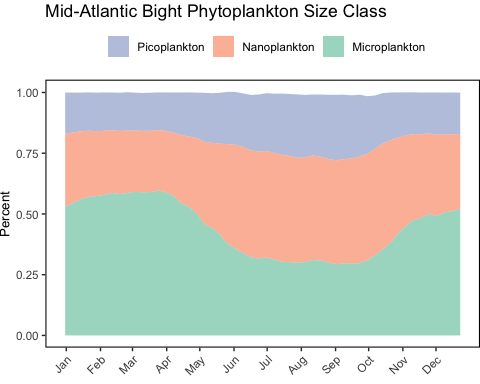 Mid-Atlantic Bight Phytoplankton Size Class
Picoplankton Nanoplankton Microplankton
Percent
1.00
0.75
0.50
0.25
0.00
Jan Feb Mar Apr May Jun Jul Aug Sep Oct Nov Dec